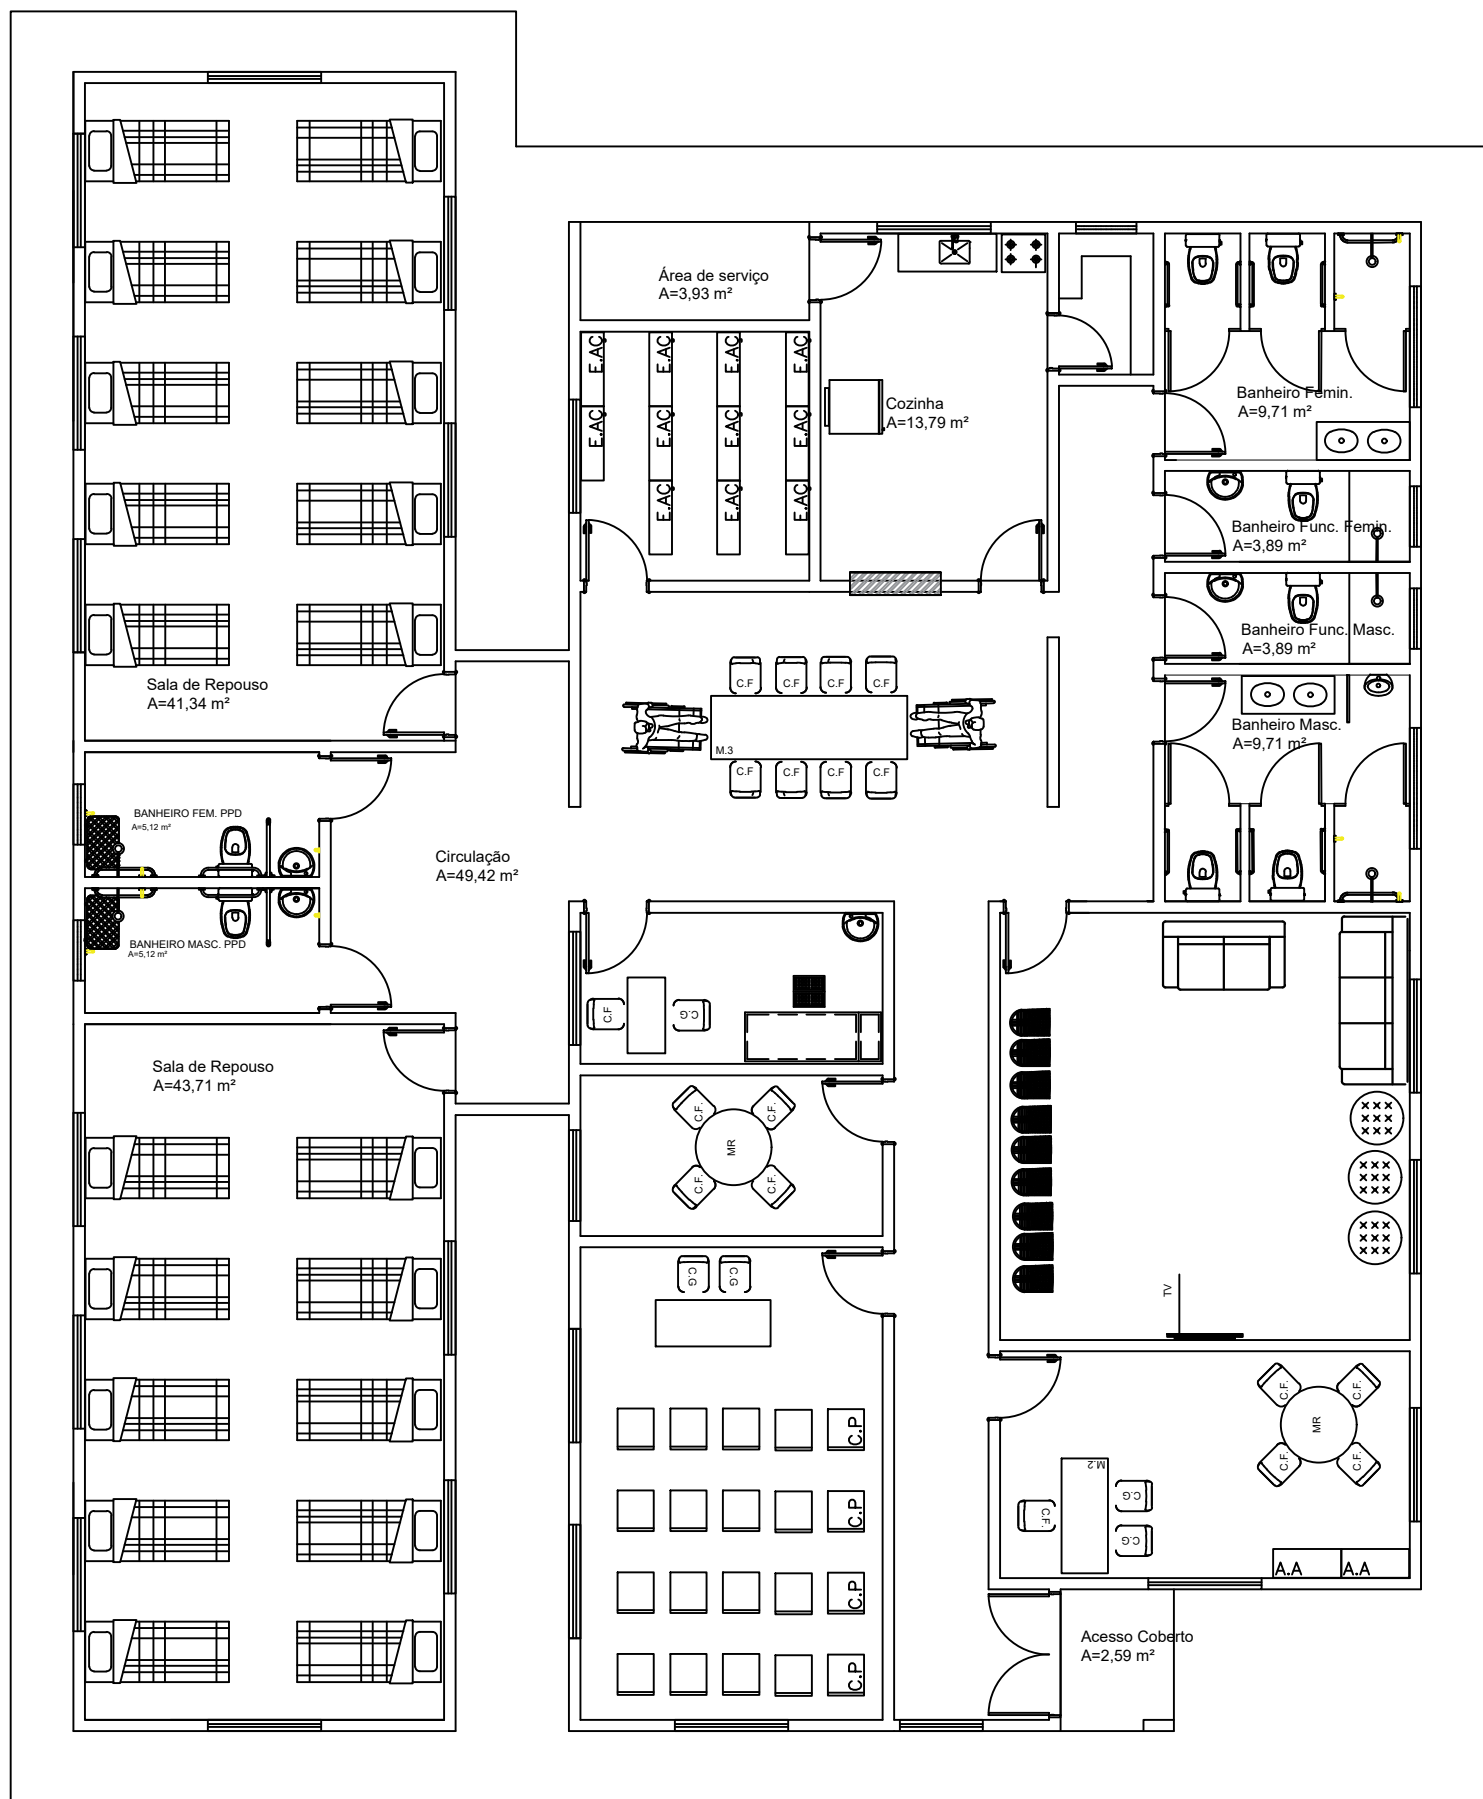 Área de serviço
A=3,93 m²
E.AC
E.AC
E.AC
E.AC
E.AC
E.AC
E.AC
E.AC
E.AC
E.AC
E.AC
Cozinha
A=13,79 m²
Banheiro Femin.
A=9,71 m²
Banheiro Func. Femin.
A=3,89 m²
Banheiro Func. Masc.
A=3,89 m²
Banheiro Masc.
A=9,71 m²
Sala de Repouso
A=41,34 m²
C.F
C.F
C.F
C.F
M.3
C.F
C.F
C.F
C.F
BANHEIRO FEM. PPD
A=5,12 m²
Circulação
A=49,42 m²
BANHEIRO MASC. PPD
A=5,12 m²
C.F
C.G
Sala de Repouso
A=43,71 m²
C.F.
C.F.
MR
C.F.
C.F.
C.G
C.G
TV
C.P
C.P
C.P
C.P
C.F.
C.F.
MR
C.F.
C.F.
M.2
C.G
C.F.
C.G
A.A
A.A
Acesso Coberto
A=2,59 m²